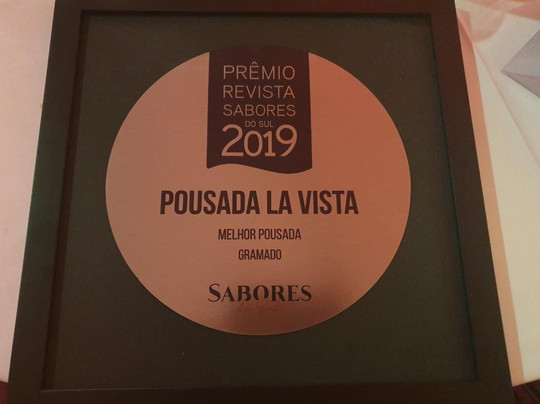 PRÊMIO
REVISTA
SABORES
DO SUL
2019
POUSADA LA VISTA
MELHOR POUSADA
GRAMADO
SABORES